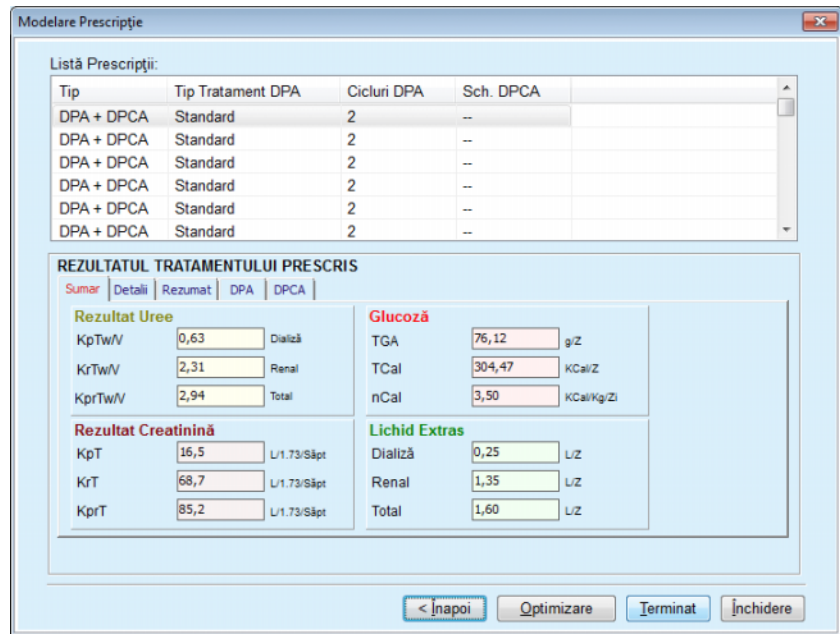 Modelare Prescripție
Listă Prescripții:
Tip Tip Tratament DPA Cicluri DPA Sch. DPCA
DPA + DPCA Standard 2 --
DPA + DPCA Standard 2 --
DPA + DPCA Standard 2 --
DPA + DPCA Standard 2 --
DPA + DPCA Standard 2 --
DPA + DPCA Standard 2 --
REZULTATUL TRATAMENTULUI PRESCRIS
Sumar Detalii Rezumat DPA DPCA
Rezultat Uree
KpTw/V 0,63 Dializă
KrTw/V 2,31 Renal
KprTw/V 2,94 Total
Glucoză
TGA 76,12 g/Z
TCal 304,47 KCal/Z
nCal 3,50 KCal/Kg/Zi
Rezultat Creatinină
KpT 16,5 L/1.73/Săpt
KrT 68,7 L/1.73/Săpt
KprT 85,2 L/1.73/Săpt
Lichid Extras
Dializă 0,25 L/Z
Renal 1,35 L/Z
Total 1,60 L/Z
< Înapoi Optimizare Terminat Închidere